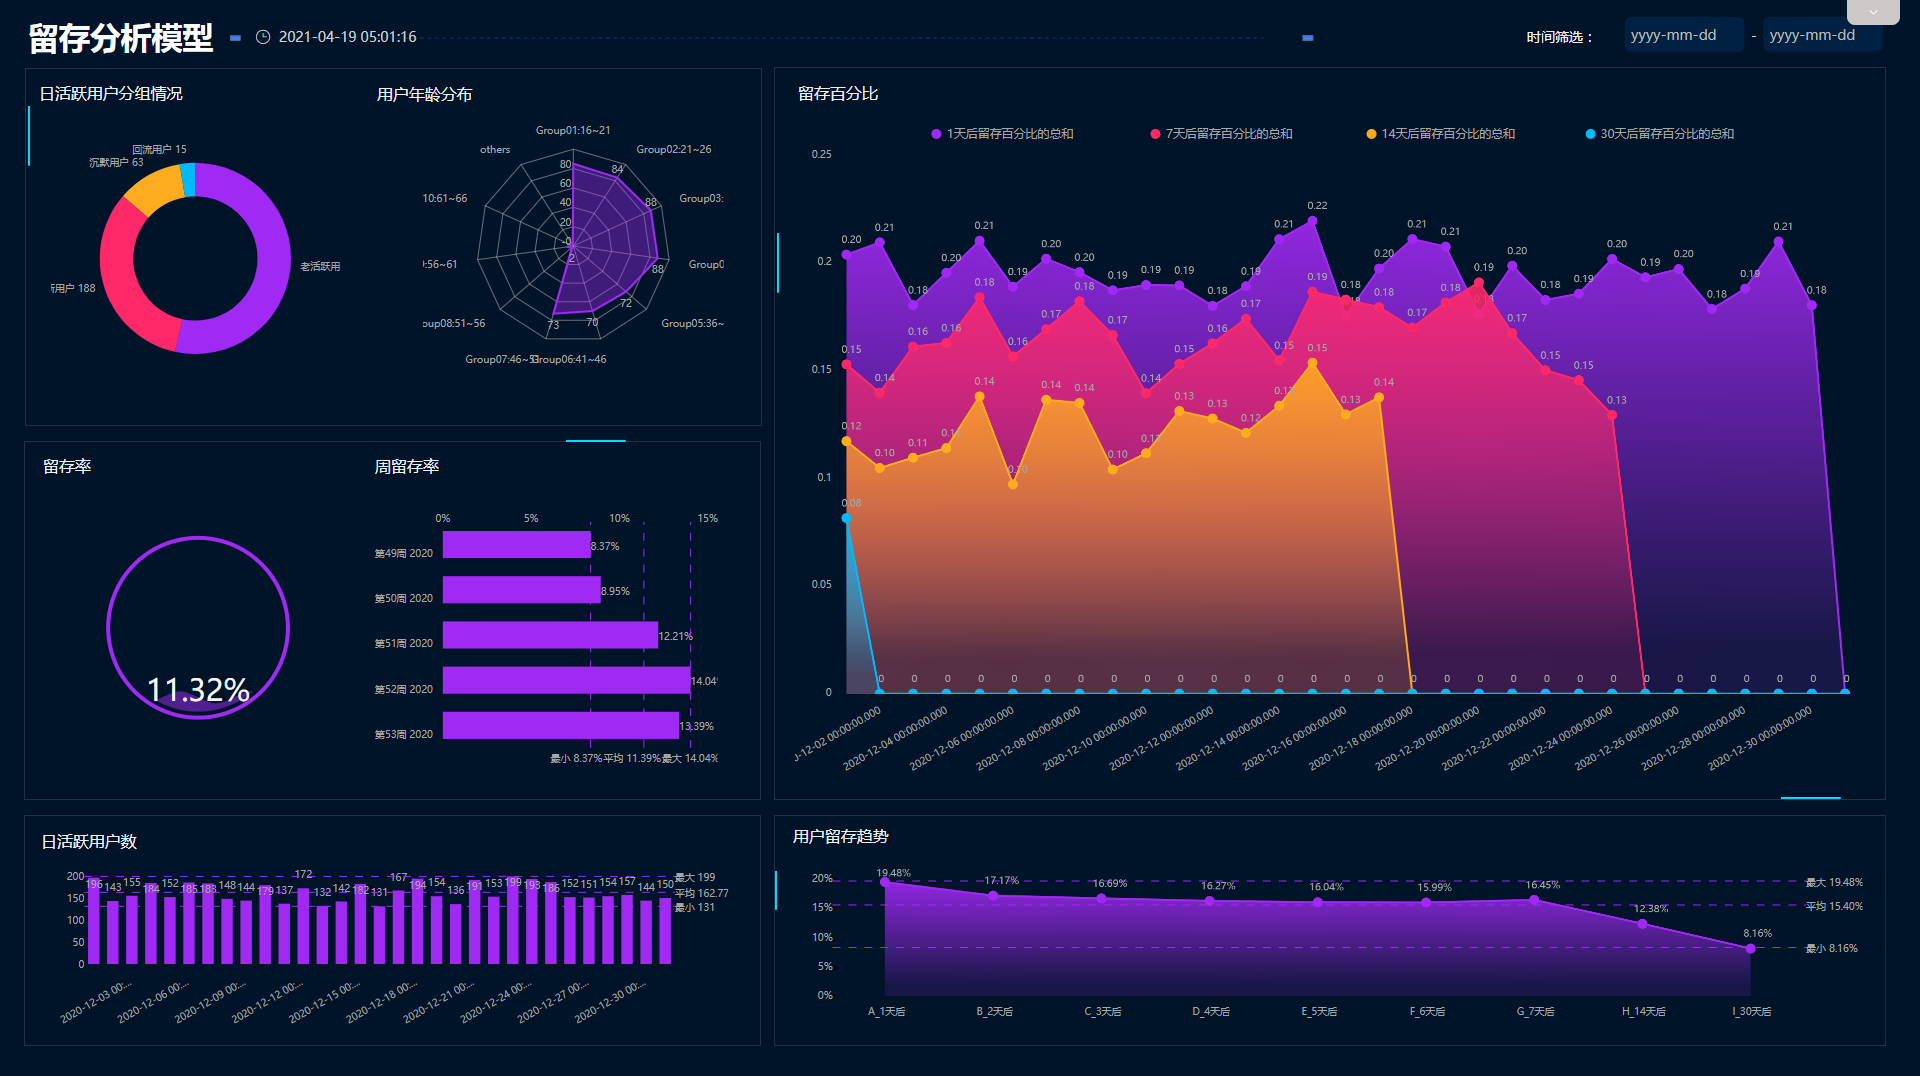 留存分析模型
2021-04-19 05:01:16
时间筛选：
yyyy-mm-dd - yyyy-mm-dd
日活跃用户分组情况
回流用户 15
沉默用户 63
老活跃用
用户 188
用户年龄分布
Group01:16~21
Group02:21~26
Group03:
Group05:36~
Group06:41~46
others
10:61~66
:56~61
up08:51~56
80
60
40
20
84
88
88
72
70
73
2
留存率
11.32%
周留存率
0% 5% 10% 15%
第49周 2020 8.37%
第50周 2020 8.95%
第51周 2020 12.21%
第52周 2020 14.04
第53周 2020 13.39%
最小 8.37% 平均 11.39% 最大 14.04%
留存百分比
1天后留存百分比的总和 7天后留存百分比的总和 14天后留存百分比的总和 30天后留存百分比的总和
0.25
0.2
0.15
0.1
0.05
0
0.20 0.21 0.18 0.20 0.21 0.19 0.20 0.20 0.19 0.19 0.19 0.18 0.19 0.21 0.22 0.18 0.20 0.21 0.21 0.18 0.20 0.18 0.19 0.20 0.19 0.20 0.18 0.19 0.21 0.18 0
0.15 0.14 0.16 0.16 0.18 0.16 0.17 0.18 0.17 0.14 0.15 0.16 0.17 0.15 0.19 0.18 0.18 0.17 0.18 0.19 0.17 0.15 0.15 0.13
0.12 0.10 0.11 0.11 0.14 0.10 0.14 0.14 0.10 0.11 0.13 0.13 0.12 0.13 0.15 0.13 0.14
0.08 0 0 0 0 0 0 0 0 0 0 0 0 0 0 0 0 0 0 0 0 0 0 0 0 0 0 0 0 0 0
-12-02 00:00:00.000
2020-12-04 00:00:00.000
2020-12-06 00:00:00.000
2020-12-08 00:00:00.000
2020-12-10 00:00:00.000
2020-12-12 00:00:00.000
2020-12-14 00:00:00.000
2020-12-16 00:00:00.000
2020-12-18 00:00:00.000
2020-12-20 00:00:00.000
2020-12-22 00:00:00.000
2020-12-24 00:00:00.000
2020-12-26 00:00:00.000
2020-12-28 00:00:00.000
2020-12-30 00:00:00.000
日活跃用户数
200
150
100
50
0
196 143 155 184 152 185 183 148 144 179 137 172 132 142 182 131 167 194 154 136 191 153 199 193 186 152 151 154 157 144 150
最大 199
平均 162.77
最小 131
2020-12-03 00:...
2020-12-06 00:...
2020-12-09 00:...
2020-12-12 00:...
2020-12-15 00:...
2020-12-18 00:...
2020-12-21 00:...
2020-12-24 00:...
2020-12-27 00:...
2020-12-30 00:...
用户留存趋势
20%
15%
10%
5%
0%
19.48% 17.17% 16.69% 16.27% 16.04% 15.99% 16.45% 12.38% 8.16%
最大 19.48%
平均 15.40%
最小 8.16%
A_1天后 B_2天后 C_3天后 D_4天后 E_5天后 F_6天后 G_7天后 H_14天后 I_30天后